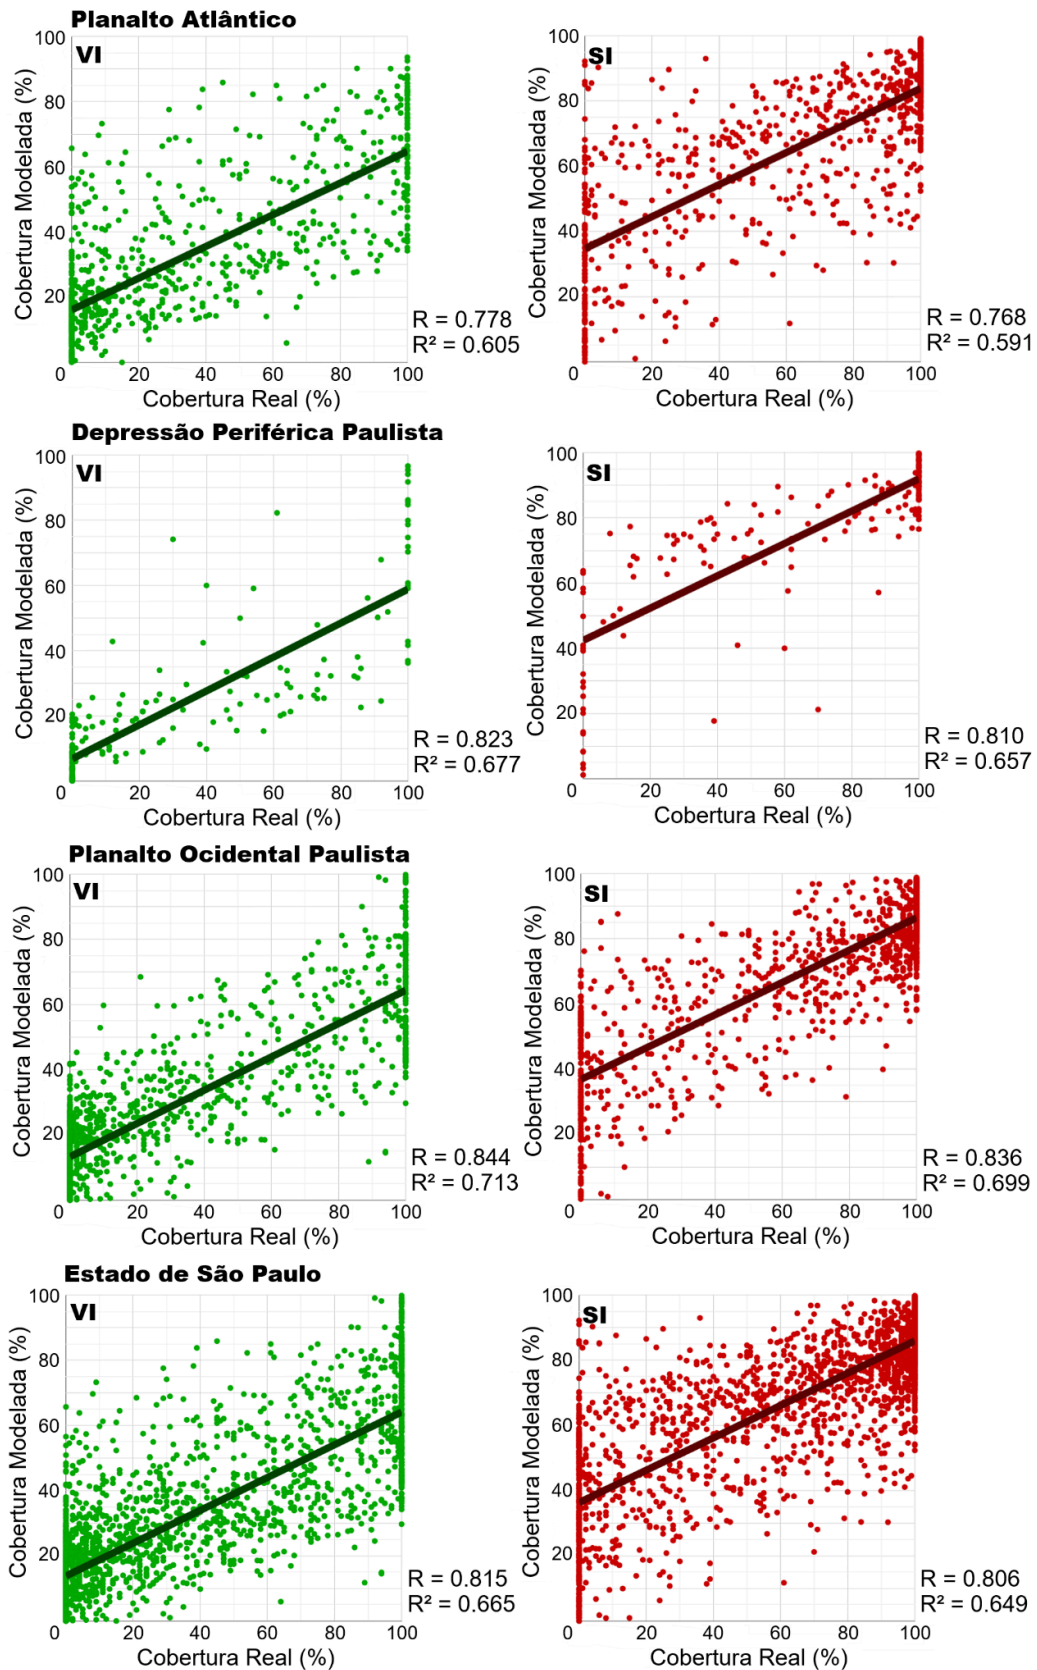 Planalto Atlântico
VI
Cobertura Modelada (%)
100
80
60
40
20
0 20 40 60 80 100
Cobertura Real (%)
R = 0.778
R² = 0.605
SI
Cobertura Modelada (%)
100
80
60
40
20
0 20 40 60 80 100
Cobertura Real (%)
R = 0.768
R² = 0.591
Depressão Periférica Paulista
VI
Cobertura Modelada (%)
100
80
60
40
20
0 20 40 60 80 100
Cobertura Real (%)
R = 0.823
R² = 0.677
SI
Cobertura Modelada (%)
100
80
60
40
20
0 20 40 60 80 100
Cobertura Real (%)
R = 0.810
R² = 0.657
Planalto Ocidental Paulista
VI
Cobertura Modelada (%)
100
80
60
40
20
0 20 40 60 80 100
Cobertura Real (%)
R = 0.844
R² = 0.713
SI
Cobertura Modelada (%)
100
80
60
40
20
0 20 40 60 80 100
Cobertura Real (%)
R = 0.836
R² = 0.699
Estado de São Paulo
VI
Cobertura Modelada (%)
100
80
60
40
20
0 20 40 60 80 100
Cobertura Real (%)
R = 0.815
R² = 0.665
SI
Cobertura Modelada (%)
100
80
60
40
20
0 20 40 60 80 100
Cobertura Real (%)
R = 0.806
R² = 0.649